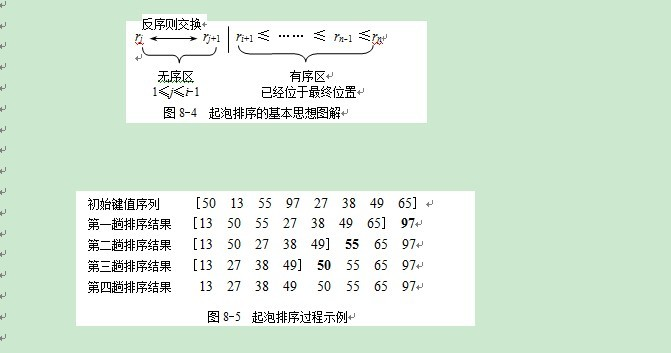 反序则交换
rj rj+1 ri+1 ≤ …… ≤ rn-1 ≤ rn
无序区 有序区
1≤j≤i-1 已经位于最终位置
图 8-4 起泡排序的基本思想图解
初始键值序列 [50 13 55 97 27 38 49 65]
第一趟排序结果 [13 50 55 27 38 49 65] 97
第二趟排序结果 [13 50 27 38 49] 55 65 97
第三趟排序结果 [13 27 38 49] 50 55 65 97
第四趟排序结果 13 27 38 49 50 55 65 97
图 8-5 起泡排序过程示例